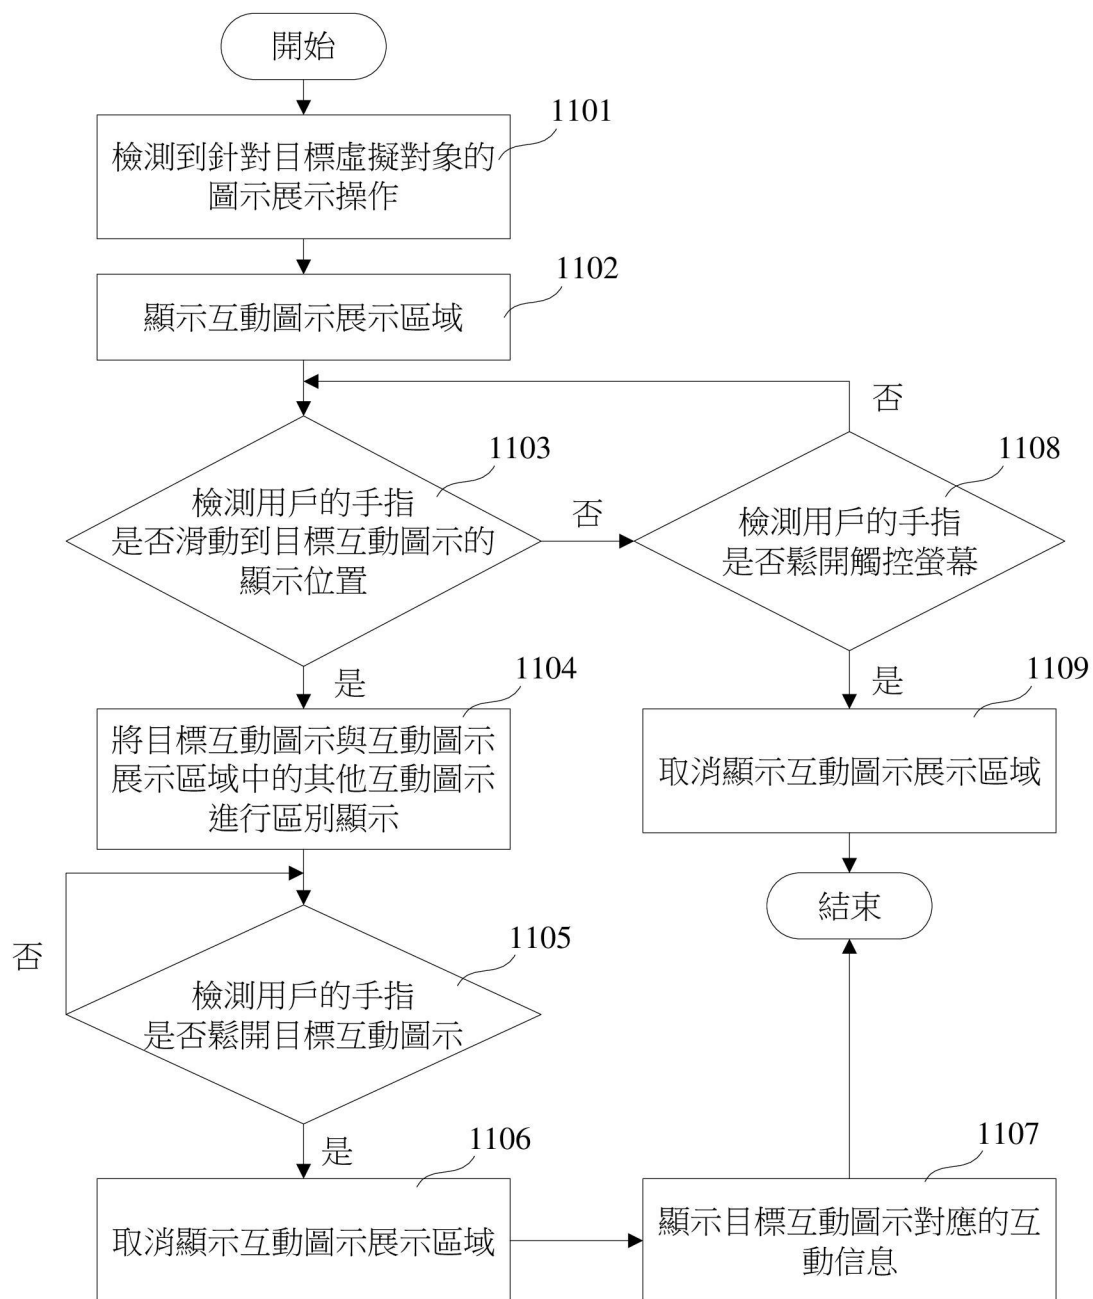 開始
1101
檢測到針對目標虛擬對象的
圖示展示操作
1102
顯示互動圖示展示區域
否
1103
檢測用戶的手指
是否滑動到目標互動圖示的
顯示位置
否
1108
檢測用戶的手指
是否鬆開觸控螢幕
是
1104
將目標互動圖示與互動圖示
展示區域中的其他互動圖示
進行區別顯示
是
1109
取消顯示互動圖示展示區域
結束
否
1105
檢測用戶的手指
是否鬆開目標互動圖示
是
1106
取消顯示互動圖示展示區域
1107
顯示目標互動圖示對應的互
動信息